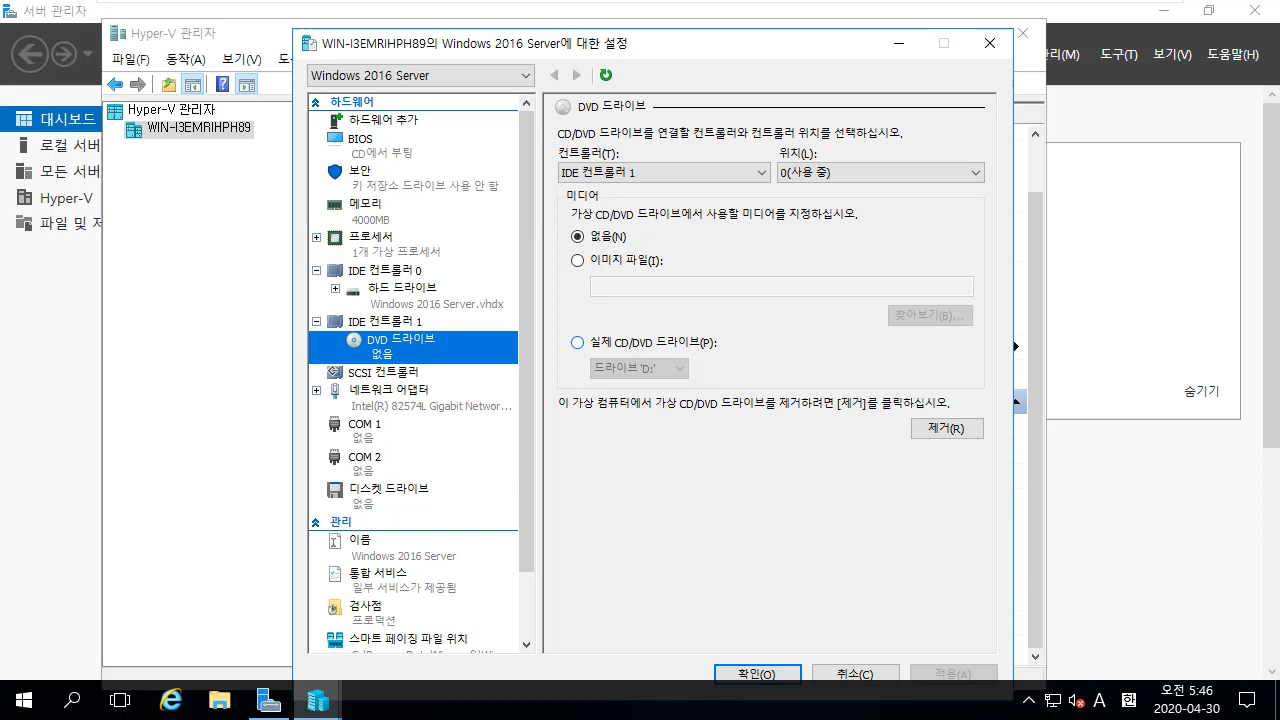 서버 관리자
Hyper-V 관리자
파일(F) 동작(A) 보기(V)
관리(M) 도구(T) 보기(V) 도움말(H)
Hyper-V 관리자
WIN-I3EMRIHPH89
대시보드
로컬 서버
모든 서버
Hyper-V
파일 및 저
숨기기
WIN-I3EMRIHPH89의 Windows 2016 Server에 대한 설정
Windows 2016 Server
하드웨어
하드웨어 추가
BIOS
CD에서 부팅
보안
키 저장소 드라이브 사용 안 함
메모리
4000MB
프로세서
1개 가상 프로세서
IDE 컨트롤러 0
하드 드라이브
Windows 2016 Server.vhdx
IDE 컨트롤러 1
DVD 드라이브
없음
SCSI 컨트롤러
네트워크 어댑터
Intel(R) 82574L Gigabit Networ...
COM 1
없음
COM 2
없음
디스켓 드라이브
없음
관리
이름
Windows 2016 Server
통합 서비스
일부 서비스가 제공됨
검사점
프로덕션
스마트 페이징 파일 위치
DVD 드라이브
CD/DVD 드라이브를 연결할 컨트롤러와 컨트롤러 위치를 선택하십시오.
컨트롤러(T): 위치(L):
IDE 컨트롤러 1 0(사용 중)
미디어
가상 CD/DVD 드라이브에서 사용할 미디어를 지정하십시오.
없음(N)
이미지 파일(I):
찾아보기(B)...
실제 CD/DVD 드라이브(P):
드라이브 'D:'
이 가상 컴퓨터에서 가상 CD/DVD 드라이브를 제거하려면 [제거]를 클릭하십시오.
제거(R)
확인(O) 취소(C) 적용(A)
A 한 오전 5:46
2020-04-30